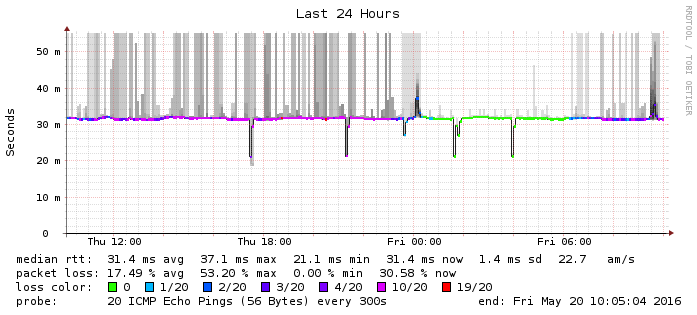 Last 24 Hours
RRDTOOL / TOBI OETIKER
Seconds
50 m
40 m
30 m
20 m
10 m
0
Thu 12:00 Thu 18:00 Fri 00:00 Fri 06:00
median rtt: 31.4 ms avg 37.1 ms max 21.1 ms min 31.4 ms now 1.4 ms sd 22.7 am/s
packet loss: 17.49 % avg 53.20 % max 0.00 % min 30.58 % now
loss color: 0 1/20 2/20 3/20 4/20 10/20 19/20
probe: 20 ICMP Echo Pings (56 Bytes) every 300s end: Fri May 20 10:05:04 2016